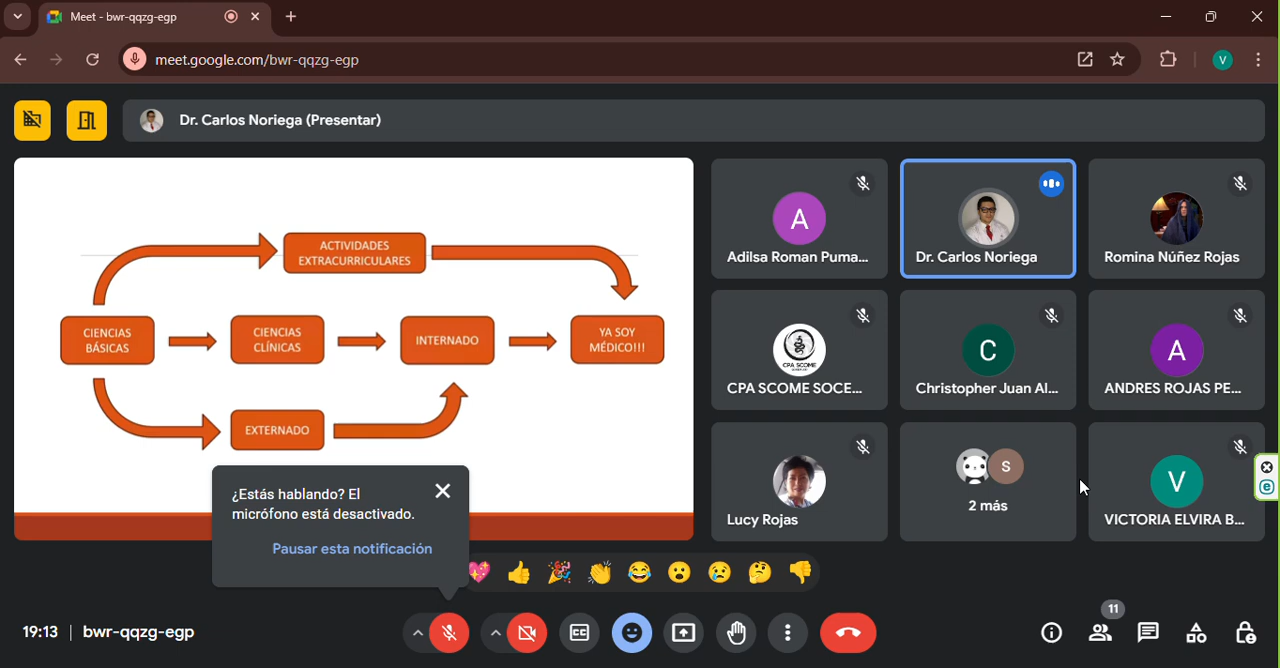 Meet - bwr-qqzg-egp
meet.google.com/bwr-qqzg-egp
V
Dr. Carlos Noriega (Presentar)
ACTIVIDADES
EXTRACURRICULARES
CIENCIAS
BÁSICAS
CIENCIAS
CLÍNICAS
INTERNADO
YA SOY
MÉDICO!!!
EXTERNADO
A
Adilsa Roman Puma...
Dr. Carlos Noriega
Romina Núñez Rojas
CPA SCOME
CPA SCOME SOCE...
C
Christopher Juan Al...
A
ANDRES ROJAS PE...
Lucy Rojas
S
2 más
V
VICTORIA ELVIRA B...
¿Estás hablando? El
micrófono está desactivado.
Pausar esta notificación
19:13 | bwr-qqzg-egp
11